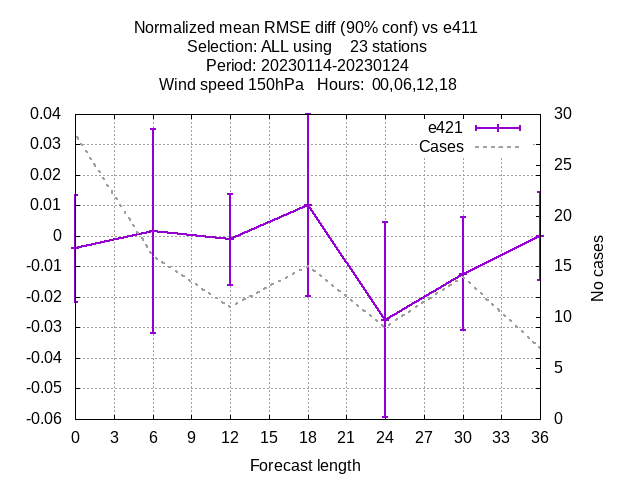 Normalized mean RMSE diff (90% conf) vs e411
Selection: ALL using    23 stations
Period: 20230114-20230124
Wind speed 150hPa   Hours:  00,06,12,18
e421
Cases
0.04
0.03
0.02
0.01
0
-0.01
-0.02
-0.03
-0.04
-0.05
-0.06
30
25
20
15
10
5
0
No cases
0 3 6 9 12 15 18 21 24 27 30 33 36
Forecast length